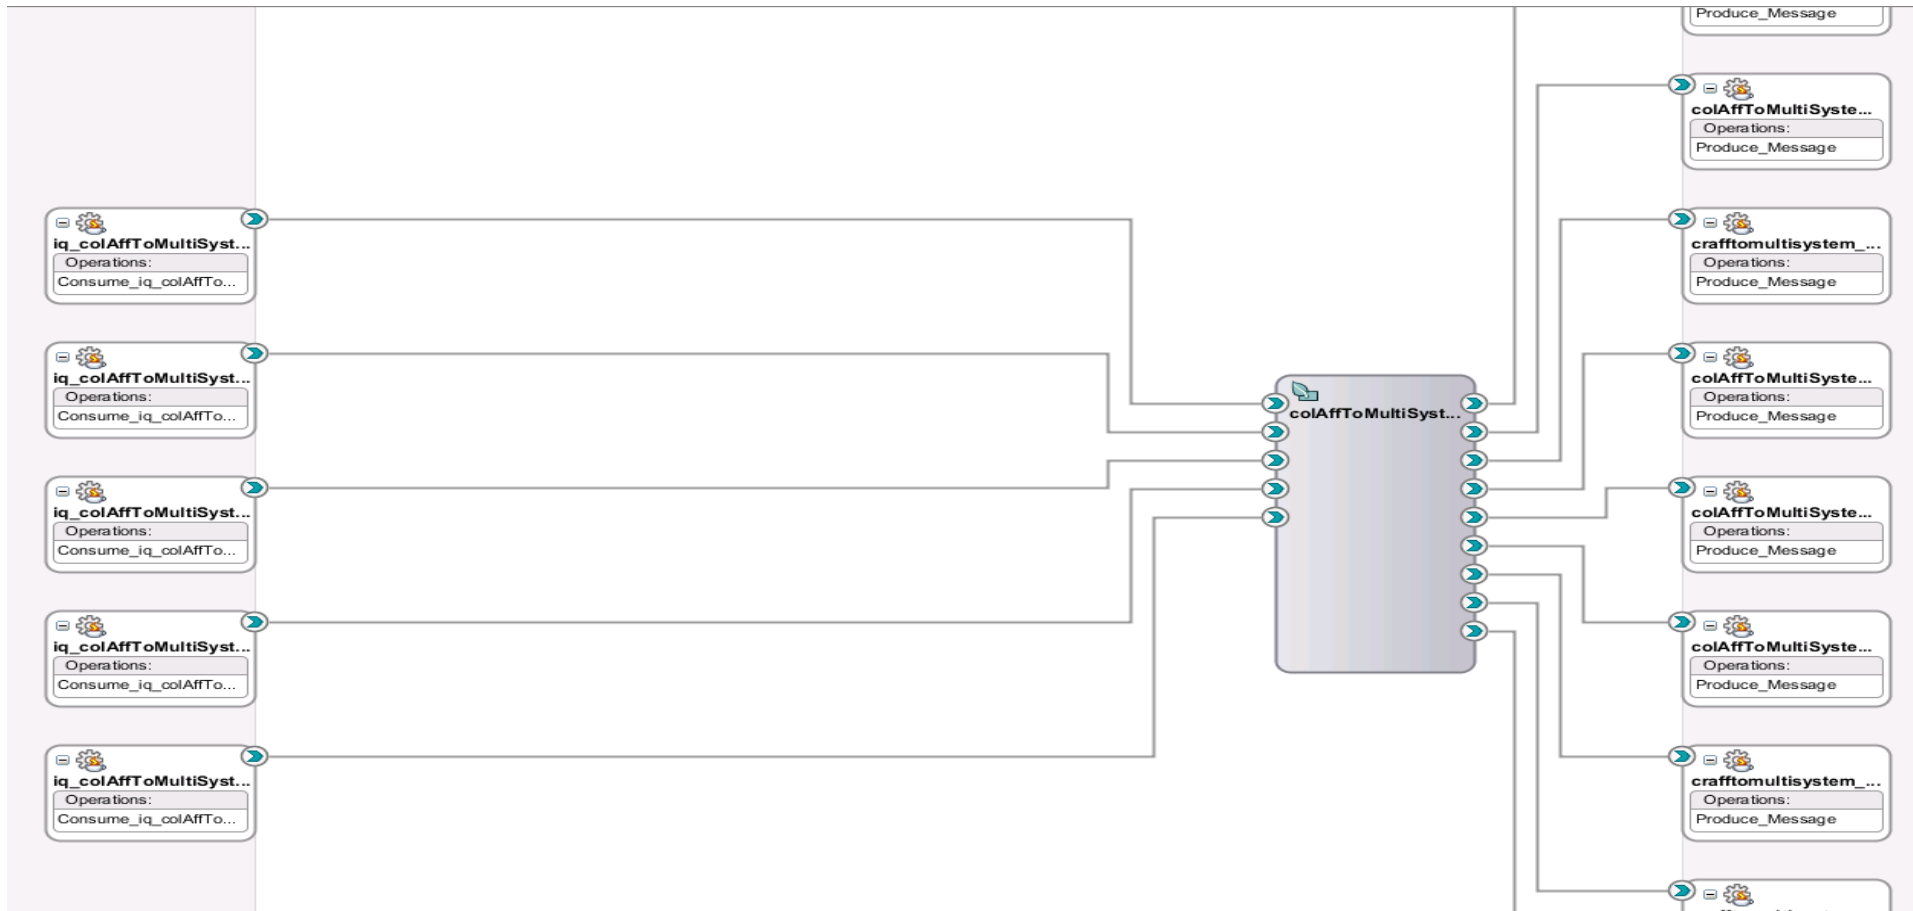 iq_colAffToMultiSyst...
Operations:
Consume_iq_colAffTo...
iq_colAffToMultiSyst...
Operations:
Consume_iq_colAffTo...
iq_colAffToMultiSyst...
Operations:
Consume_iq_colAffTo...
iq_colAffToMultiSyst...
Operations:
Consume_iq_colAffTo...
iq_colAffToMultiSyst...
Operations:
Consume_iq_colAffTo...
colAffToMultiSyst...
Produce_Message
colAffToMultiSyste...
Operations:
Produce_Message
crafftomultisystem_...
Operations:
Produce_Message
colAffToMultiSyste...
Operations:
Produce_Message
colAffToMultiSyste...
Operations:
Produce_Message
colAffToMultiSyste...
Operations:
Produce_Message
crafftomultisystem_...
Operations:
Produce_Message